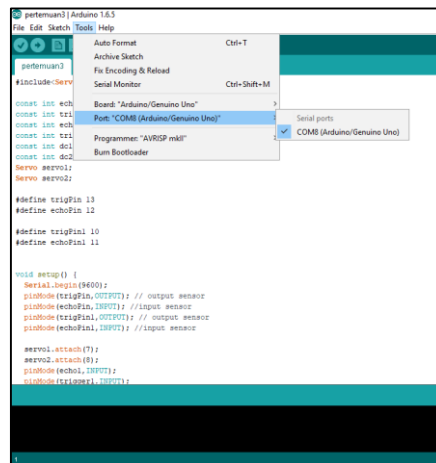 pertemuan3 | Arduino 1.6.5
File Edit Sketch Tools Help
Auto Format Ctrl+T
Archive Sketch
Fix Encoding & Reload
Serial Monitor Ctrl+Shift+M
Board: "Arduino/Genuino Uno"
Port: "COM8 (Arduino/Genuino Uno)"
Serial ports
COM8 (Arduino/Genuino Uno)
Programmer: "AVRISP mkII"
Burn Bootloader
pertemuan3
#include<Serv
const int ech
const int tri
const int ech
const int tri
const int dc1
const int dc2
Servo servo1;
Servo servo2;
#define trigPin 13
#define echoPin 12
#define trigPin1 10
#define echoPin1 11
void setup() {
Serial.begin(9600);
pinMode(trigPin,OUTPUT); // output sensor
pinMode(echoPin,INPUT); //input sensor
pinMode(trigPin1,OUTPUT); // output sensor
pinMode(echoPin1,INPUT); //input sensor
servo1.attach(7);
servo2.attach(8);
pinMode(echo1,INPUT);
pinMode(trigger1,INPUT);
1